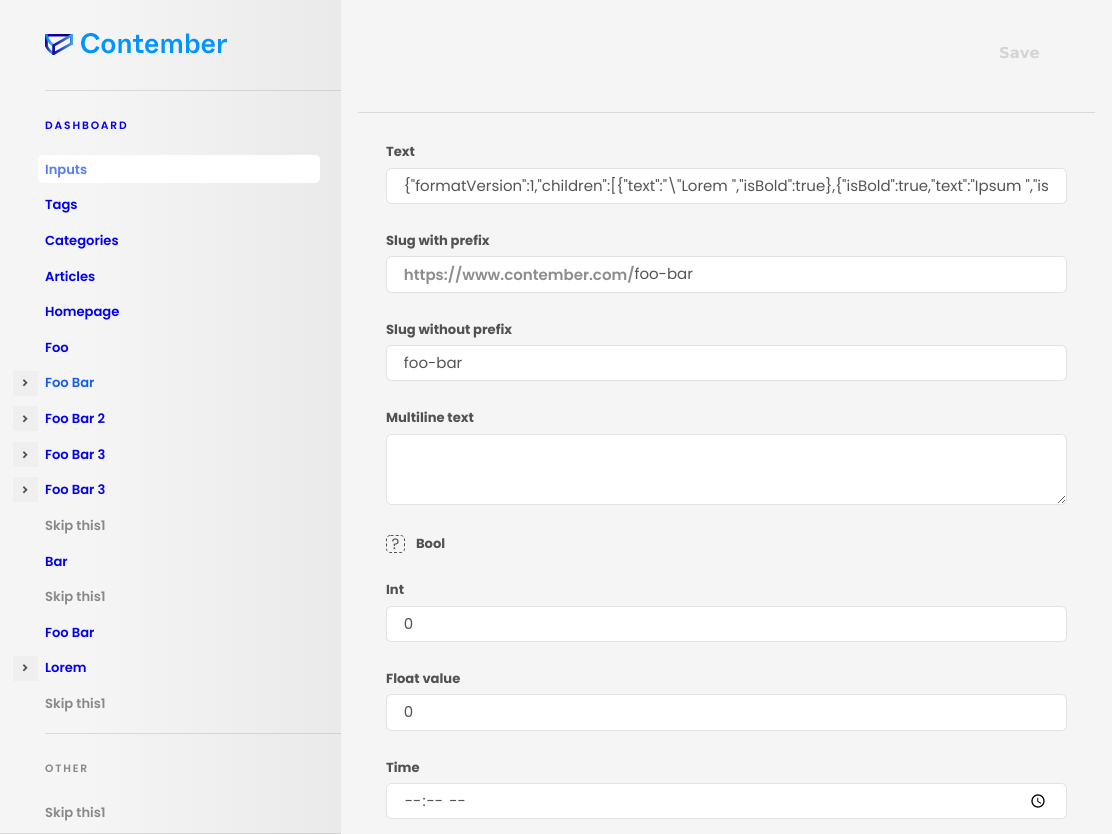 Contember
DASHBOARD
Inputs
Tags
Categories
Articles
Homepage
Foo
Foo Bar
Foo Bar 2
Foo Bar 3
Foo Bar 3
Skip this1
Bar
Skip this1
Foo Bar
Lorem
Skip this1
OTHER
Skip this1
Save
Text
{"formatVersion":1,"children":[{"text":"\"Lorem ","isBold":true},{"isBold":true,"text":"Ipsum ","is
Slug with prefix
https://www.contember.com/foo-bar
Slug without prefix
foo-bar
Multiline text
? Bool
Int
0
Float value
0
Time
--:-- --